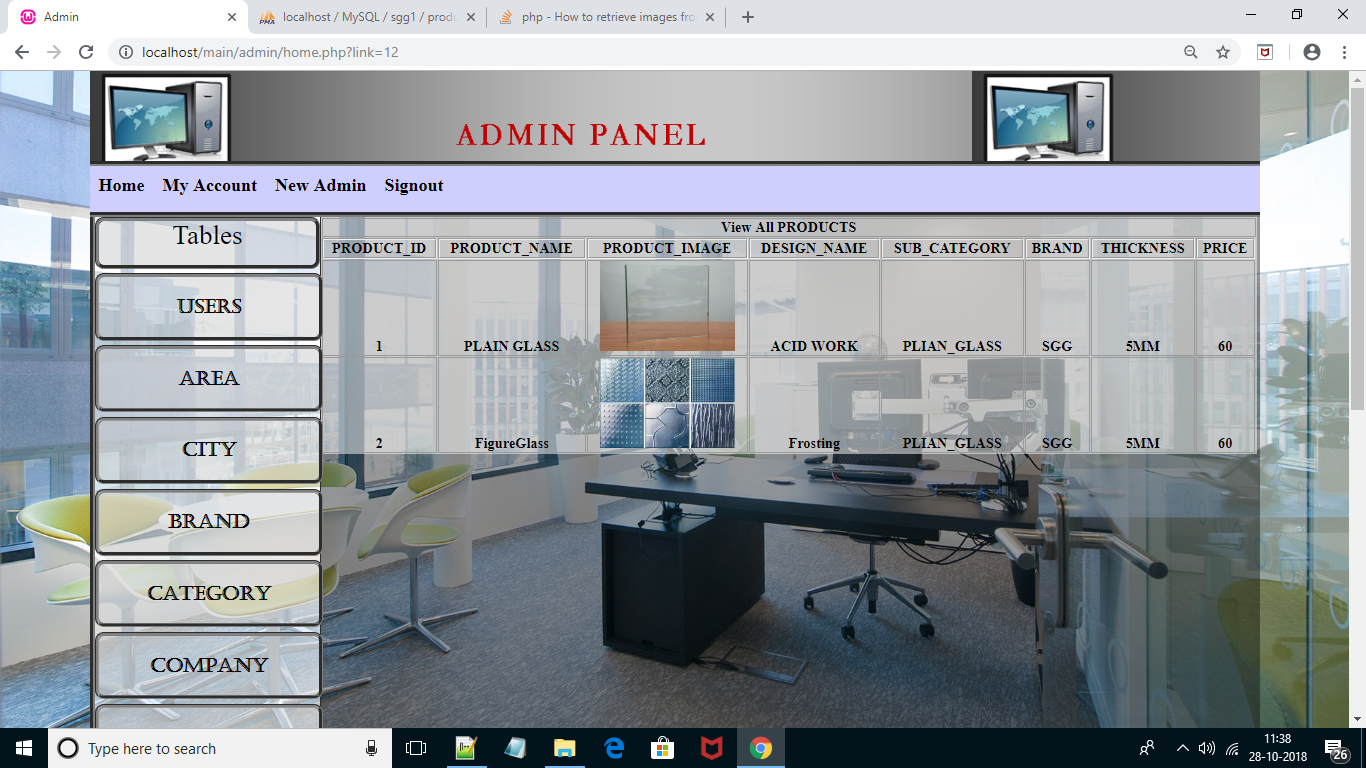 Admin
localhost / MySQL / sgg1 / produ
php - How to retrieve images fro
localhost/main/admin/home.php?link=12
ADMIN PANEL
Home My Account New Admin Signout
Tables
USERS
AREA
CITY
BRAND
CATEGORY
COMPANY
View All PRODUCTS
PRODUCT_ID PRODUCT_NAME PRODUCT_IMAGE DESIGN_NAME SUB_CATEGORY BRAND THICKNESS PRICE
1 PLAIN GLASS ACID WORK PLIAN_GLASS SGG 5MM 60
2 FigureGlass Frosting PLIAN_GLASS SGG 5MM 60
Type here to search
11:38
28-10-2018
26